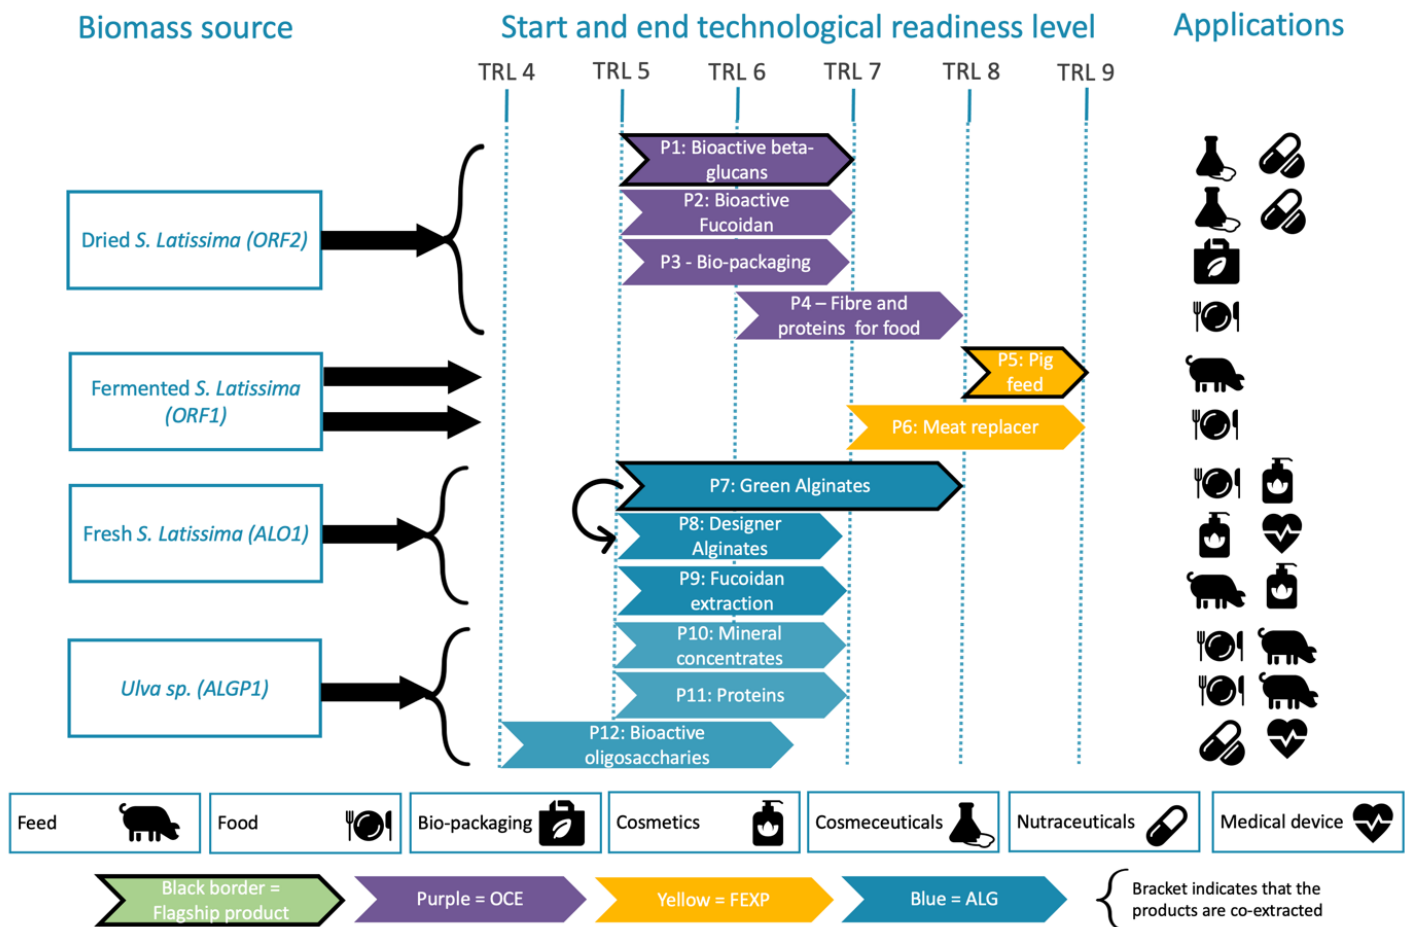 Biomass source
Start and end technological readiness level
Applications
TRL 4
TRL 5
TRL 6
TRL 7
TRL 8
TRL 9
P1: Bioactive beta-
glucans
Dried S. Latissima (ORF2)
P2: Bioactive
Fucoidan
P3 - Bio-packaging
P4 – Fibre and
proteins for food
Fermented S. Latissima
(ORF1)
P5: Pig
feed
P6: Meat replacer
Fresh S. Latissima (ALO1)
P7: Green Alginates
P8: Designer
Alginates
P9: Fucoidan
extraction
Ulva sp. (ALGP1)
P10: Mineral
concentrates
P11: Proteins
P12: Bioactive
oligosaccharies
Feed
Food
Bio-packaging
Cosmetics
Cosmeceuticals
Nutraceuticals
Medical device
Black border =
Flagship product
Purple = OCE
Yellow = FEXP
Blue = ALG
Bracket indicates that the
products are co-extracted